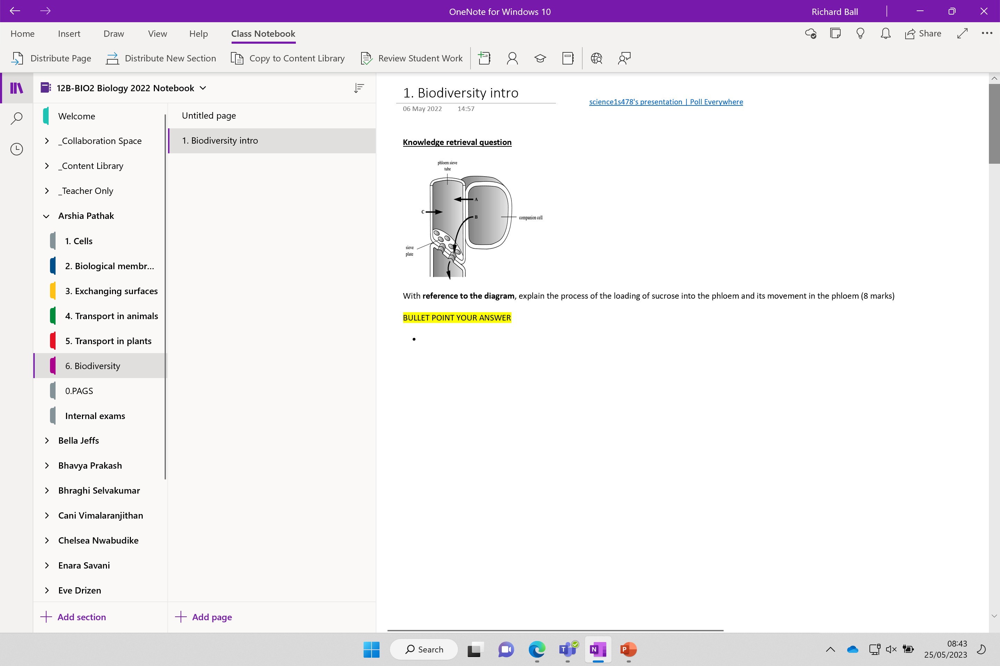 OneNote for Windows 10
Richard Ball
Home Insert Draw View Help Class Notebook
Share
Distribute Page Distribute New Section Copy to Content Library Review Student Work
12B-BIO2 Biology 2022 Notebook
Welcome
_Collaboration Space
_Content Library
_Teacher Only
Arshia Pathak
1. Cells
2. Biological membr...
3. Exchanging surfaces
4. Transport in animals
5. Transport in plants
6. Biodiversity
0.PAGS
Internal exams
Bella Jeffs
Bhavya Prakash
Bhraghi Selvakumar
Cani Vimalaranjithan
Chelsea Nwabudike
Enara Savani
Eve Drizen
Add section
Untitled page
1. Biodiversity intro
Add page
1. Biodiversity intro
06 May 2022 14:57
science1s478's presentation | Poll Everywhere
Knowledge retrieval question
phloem sieve
tube
A
C
B
companion cell
sieve
plate
With reference to the diagram, explain the process of the loading of sucrose into the phloem and its movement in the phloem (8 marks)
BULLET POINT YOUR ANSWER
•
Search
08:43
25/05/2023